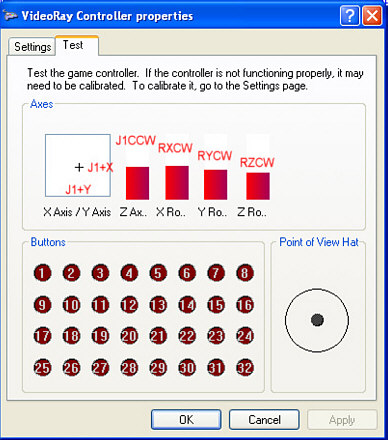 VideoRay Controller properties
Settings
Test
Test the game controller. If the controller is not functioning properly, it may
need to be calibrated. To calibrate it, go to the Settings page.
Axes
J1CCW
RXCW
RYCW
RZCW
J1+X
J1+Y
X Axis / Y Axis
Z Ax..
X Ro..
Y Ro..
Z Ro..
Buttons
1 2 3 4 5 6 7 8
9 10 11 12 13 14 15 16
17 18 19 20 21 22 23 24
25 26 27 28 29 30 31 32
Point of View Hat
OK
Cancel
Apply